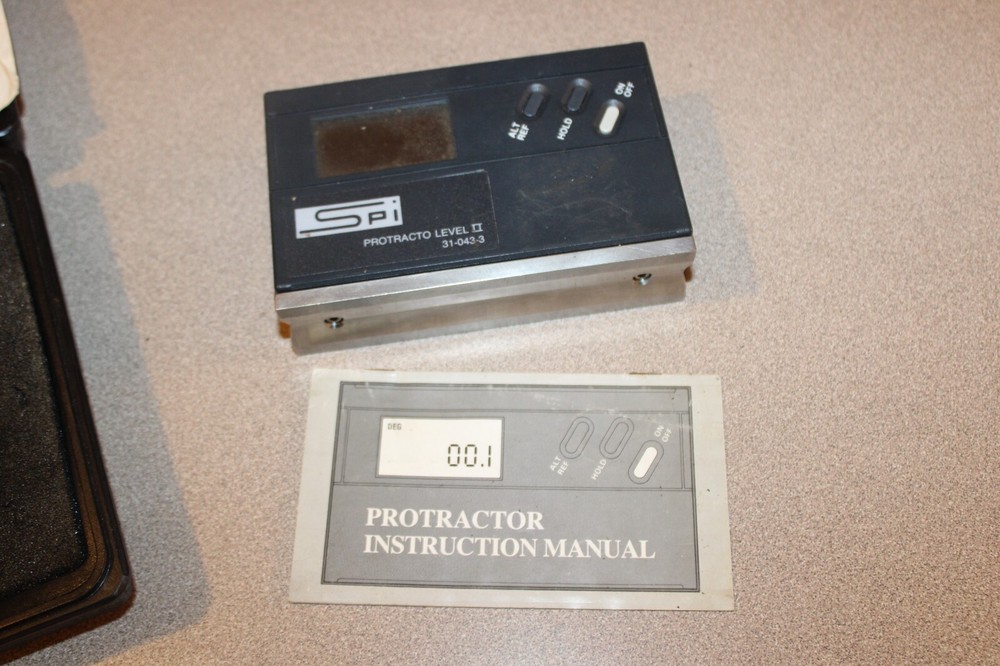 ON
OFF
HOLD
ALT
REF
SPi
PROTRACTO LEVEL II
31-043-3
DEG
00.1
ON
OFF
HOLD
ALT
REF
PROTRACTOR
INSTRUCTION MANUAL